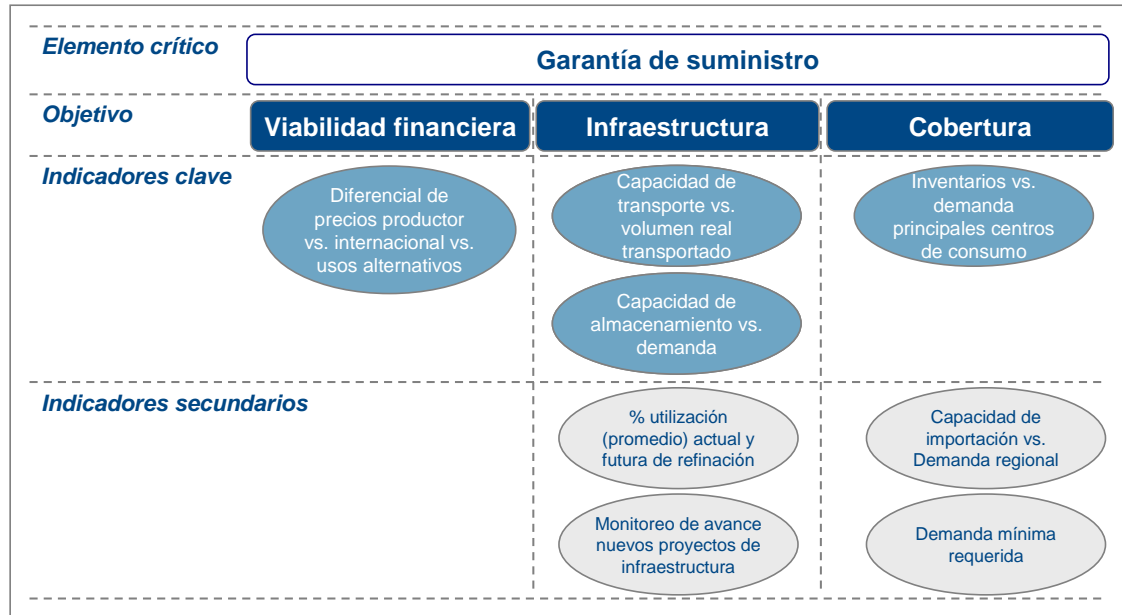 Elemento crítico
Garantía de suministro
Objetivo
Viabilidad financiera
Infraestructura
Cobertura
Indicadores clave
Diferencial de
precios productor
vs. internacional vs.
usos alternativos
Capacidad de
transporte vs.
volumen real
transportado
Inventarios vs.
demanda
principales centros
de consumo
Capacidad de
almacenamiento vs.
demanda
Indicadores secundarios
% utilización
(promedio) actual y
futura de refinación
Capacidad de
importación vs.
Demanda regional
Monitoreo de avance
nuevos proyectos de
infraestructura
Demanda mínima
requerida